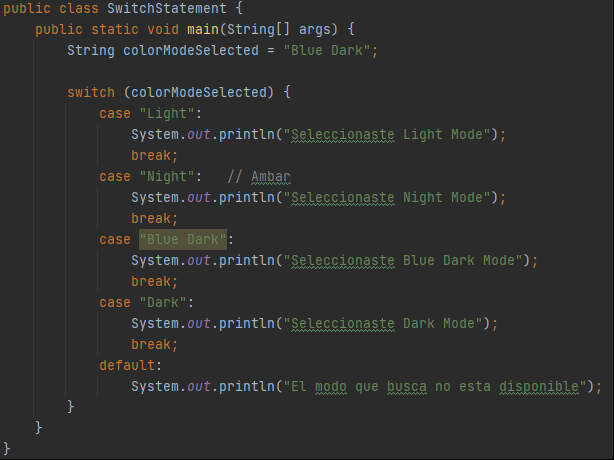 public class SwitchStatement {
    public static void main(String[] args) {
        String colorModeSelected = "Blue Dark";

        switch (colorModeSelected) {
            case "Light":
                System.out.println("Seleccionaste Light Mode");
                break;
            case "Night":   // Ambar
                System.out.println("Seleccionaste Night Mode");
                break;
            case "Blue Dark":
                System.out.println("Seleccionaste Blue Dark Mode");
                break;
            case "Dark":
                System.out.println("Seleccionaste Dark Mode");
                break;
            default:
                System.out.println("El modo que busca no esta disponible");
        }
    }
}